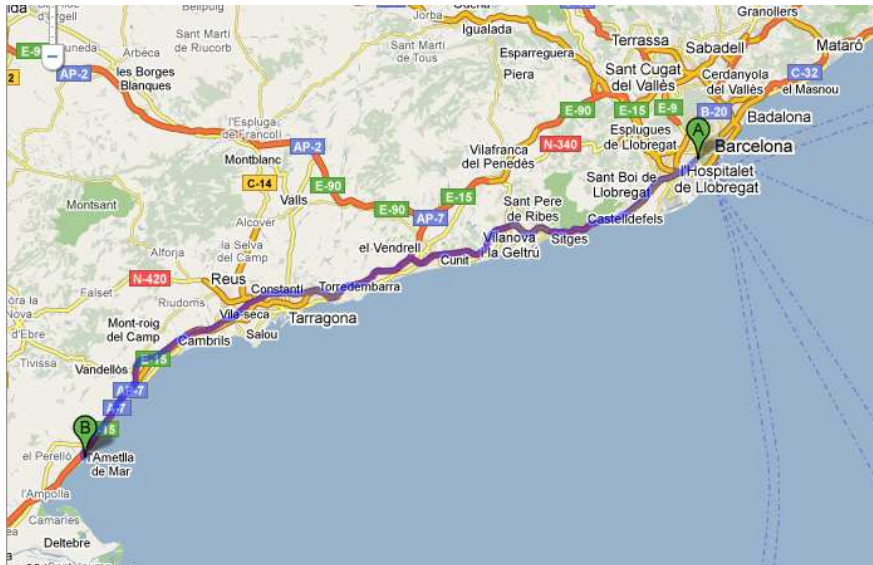 Granollers
Jorba
Igualada
Terrassa
Sabadell
Mataró
Sant Martí
de Riucorb
Sant Martí
de Tous
Esparreguera
Arbeca
E-90
AP-2
les Borges
Blanques
Piera
Sant Cugat
del Vallès
Cerdanyola
del Vallès
C-32
el Masnou
2
E-90
E-15
E-9
B-20
Badalona
l'Espluga
de Francolí
Montblanc
AP-2
Vilafranca
del Penedès
N-340
Esplugues
de Llobregat
A
Barcelona
C-14
E-90
Valls
E-15
Sant Boi de
Llobregat
l'Hospitalet
de Llobregat
Montsant
E-90
AP-7
Sant Pere
de Ribes
Castelldefels
Alcover
Alforja
la Selva
del Camp
el Vendrell
Vilanova
i la Geltrú
Sitges
Cunit
N-420
Reus
Constantí
Torredembarra
Falset
Riudoms
Vila-seca
Tarragona
Mont-roig
del Camp
Cambrils
Salou
Tivissa
Vandellòs
E-15
AP-7
A-7
B
el Perelló
l'Ametlla
de Mar
l'Ampolla
Camarles
Deltebre